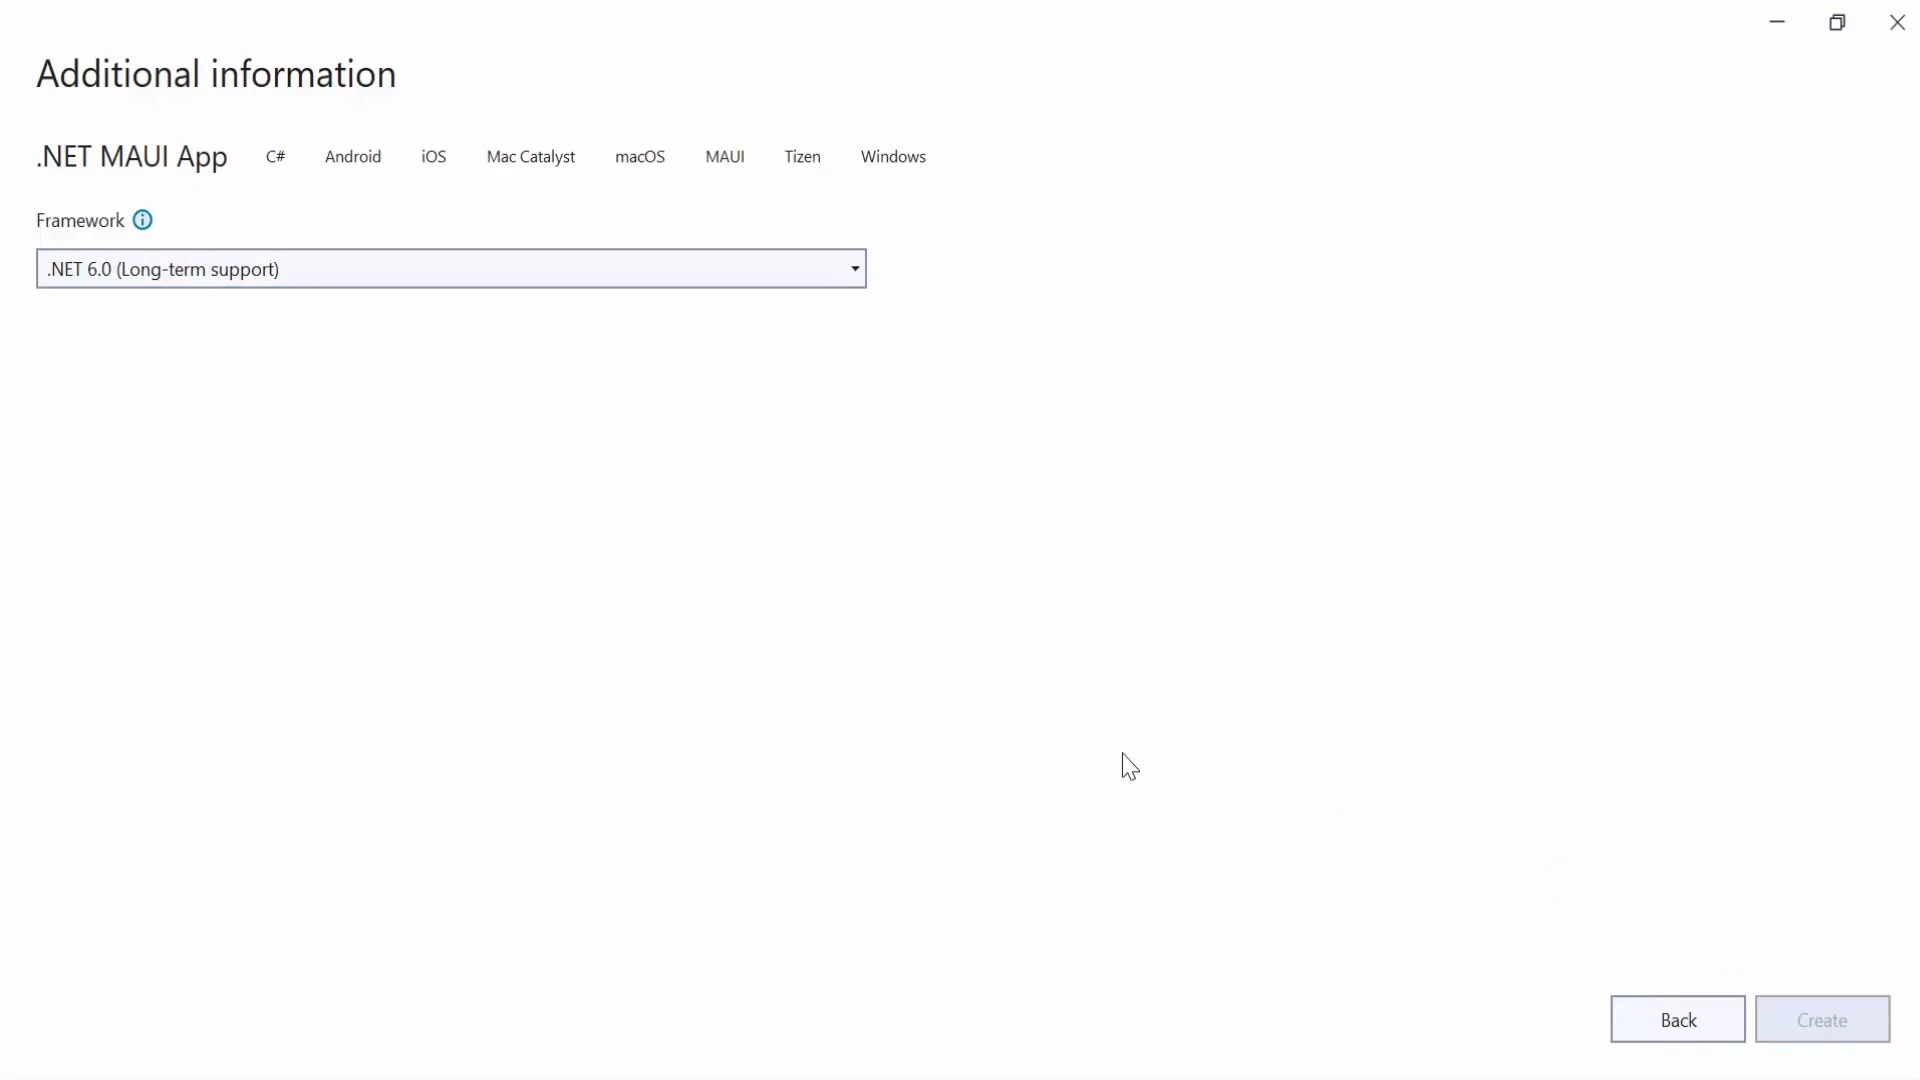 Additional information
.NET MAUI App C# Android iOS Mac Catalyst macOS MAUI Tizen Windows
Framework
.NET 6.0 (Long-term support)
Back Create